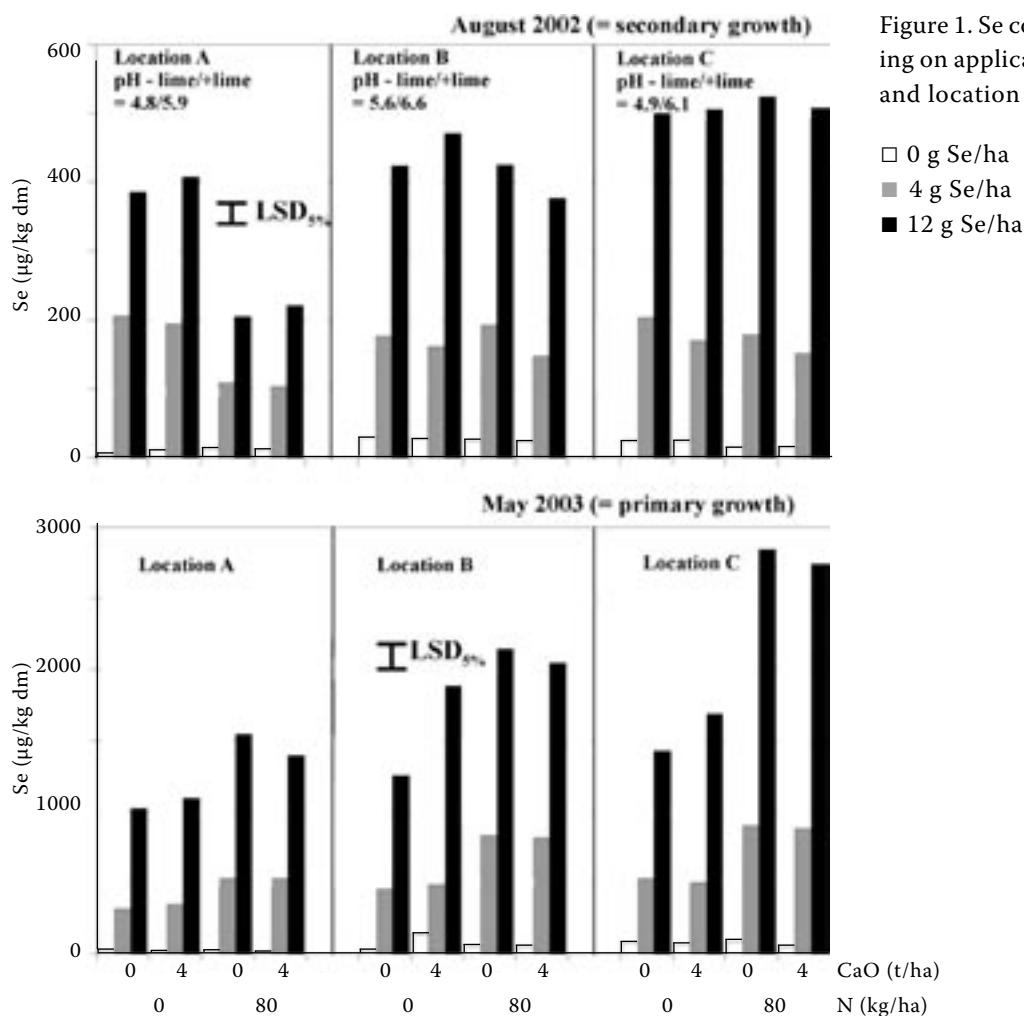 August 2002 (= secondary growth)
600
400
200
0
Se (µg/kg dm)
Location A
pH - lime/+lime
= 4.8/5.9
LSD5%
Location B
pH - lime/+lime
= 5.6/6.6
Location C
pH - lime/+lime
= 4.9/6.1
Figure 1. Se
ing on
and location
0 g Se/ha
4 g Se/ha
12 g Se/ha
May 2003 (= primary growth)
3000
2000
1000
0
Se (µg/kg dm)
Location A
Location B
LSD5%
Location C
0 4 0 4 0 4 0 4 0 4 0 4 CaO (t/ha)
0 80 0 80 0 80 N (kg/ha)